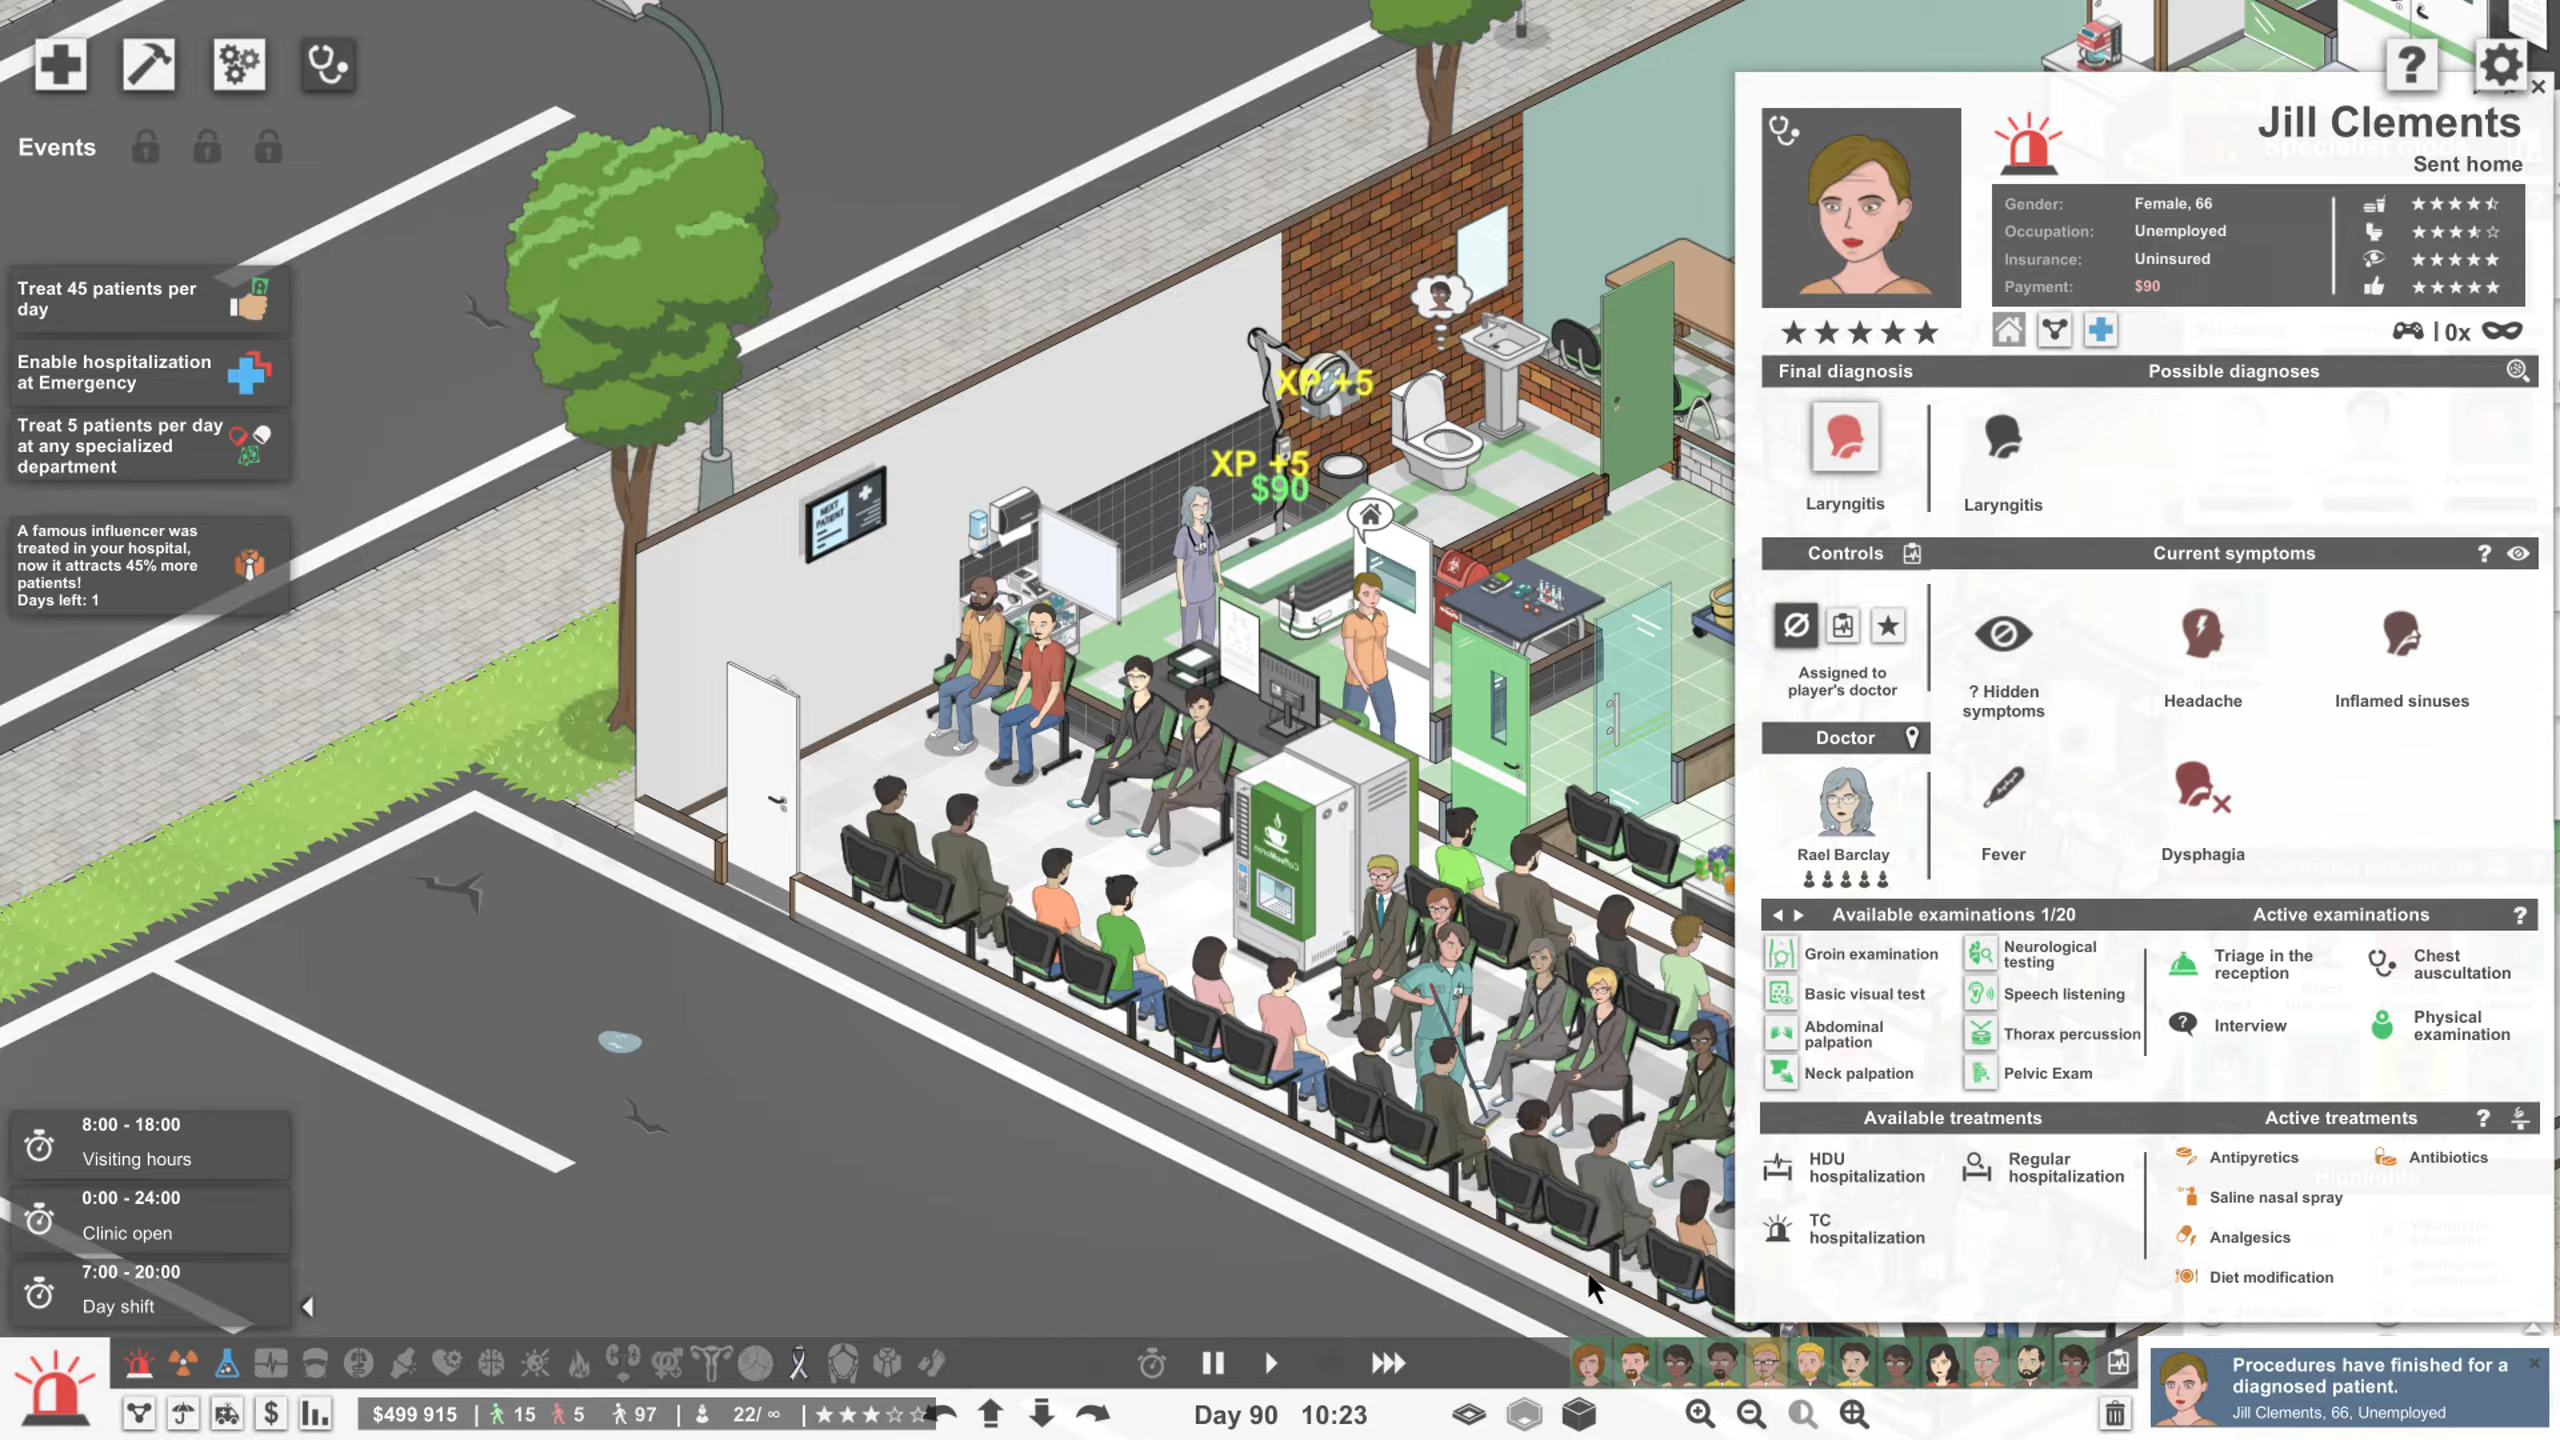 Events
Treat 45 patients per
day
Enable hospitalization
at Emergency
Treat 5 patients per day
at any specialized
department
A famous influencer was
treated in your hospital,
now it attracts 45% more
patients!
Days left: 1
8:00 - 18:00
Visiting hours
0:00 - 24:00
Clinic open
7:00 - 20:00
Day shift
NEXT
PATIENT
XP +5
XP +5
$90
Jill Clements
Sent home
Gender: Female, 66
Occupation: Unemployed
Insurance: Uninsured
Payment: $90
| 0x
Final diagnosis
Possible diagnoses
Laryngitis
Laryngitis
Controls
Current symptoms
?
Assigned to
player's doctor
? Hidden
symptoms
Headache
Inflamed sinuses
Doctor
Rael Barclay
Fever
Dysphagia
Available examinations 1/20
Active examinations
?
Groin examination
Neurological
testing
Basic visual test
Speech listening
Abdominal
palpation
Thorax percussion
Neck palpation
Pelvic Exam
Triage in the
reception
Chest
auscultation
Interview
Physical
examination
Available treatments
Active treatments
?
HDU
hospitalization
Regular
hospitalization
TC
hospitalization
Antipyretics
Antibiotics
Saline nasal spray
Analgesics
Diet modification
$499 915 | 15 5 97 | 22/ ∞ |
Day 90 10:23
Procedures have finished for a
diagnosed patient.
Jill Clements, 66, Unemployed